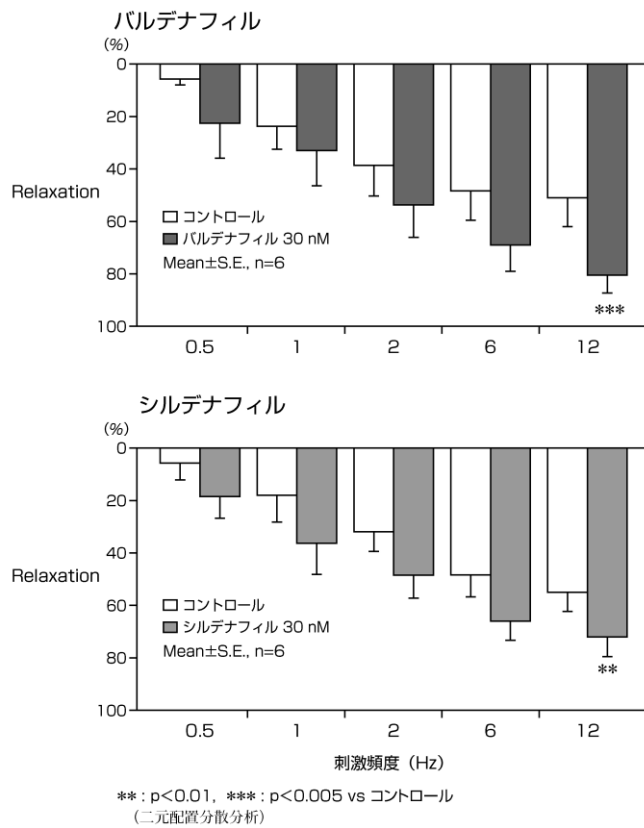 バルデナフィル
(%)
0
20
40
60
80
100
Relaxation
コントロール
バルデナフィル 30 nM
Mean±S.E., n=6
***
0.5 1 2 6 12
シルデナフィル
(%)
0
20
40
60
80
100
Relaxation
コントロール
シルデナフィル 30 nM
Mean±S.E., n=6
**
0.5 1 2 6 12
刺激頻度（Hz）
** : p<0.01, *** : p<0.005 vs コントロール
（二元配置分散分析）